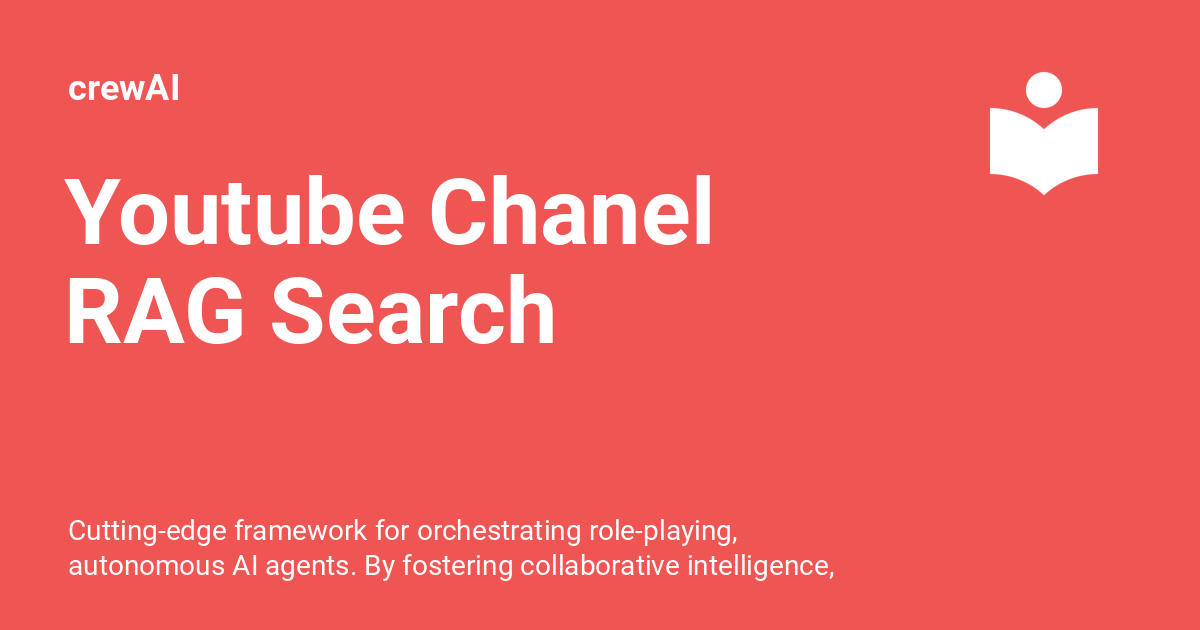 crewAI
Youtube Chanel
RAG Search
Cutting-edge framework for orchestrating role-playing,
autonomous AI agents. By fostering collaborative intelligence,